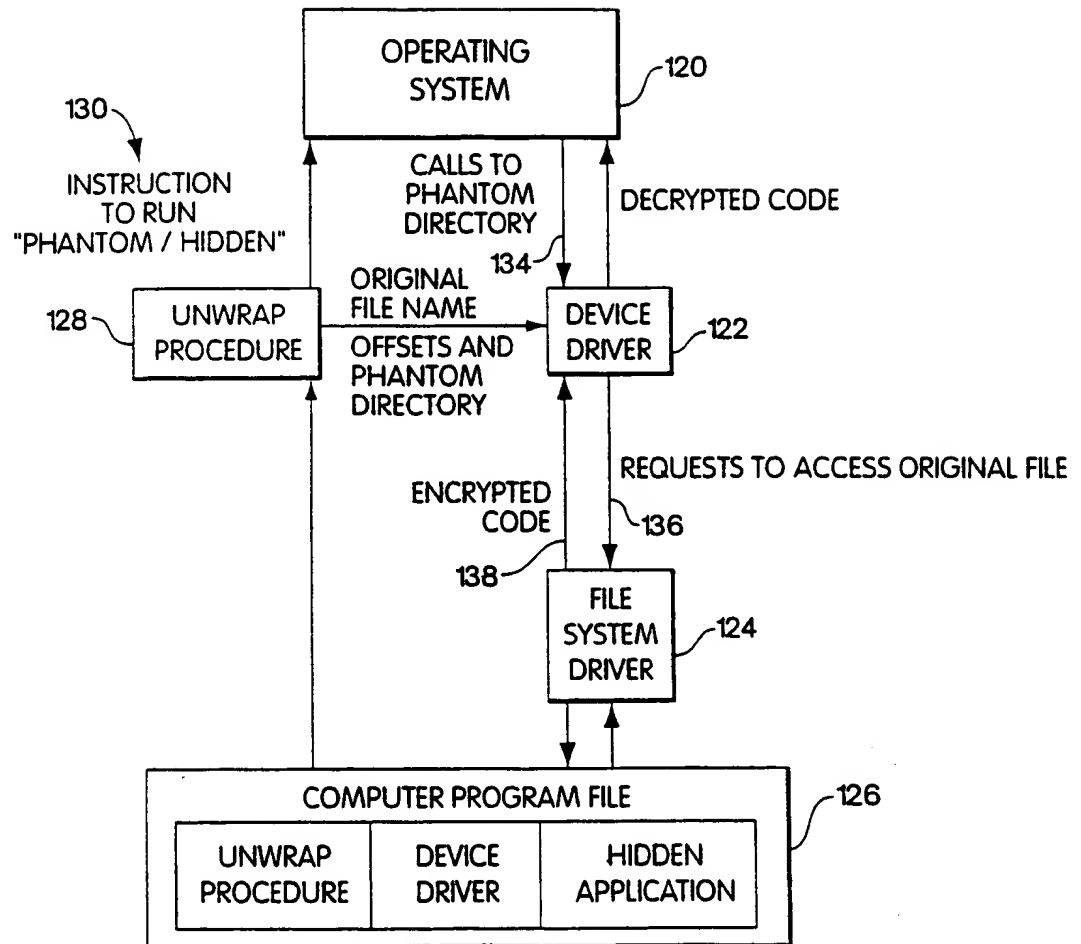 OPERATING
SYSTEM
120
130
INSTRUCTION
TO RUN
"PHANTOM / HIDDEN"
CALLS TO
PHANTOM
DIRECTORY
134
DECRYPTED CODE
128
UNWRAP
PROCEDURE
ORIGINAL
FILE NAME
OFFSETS AND
PHANTOM
DIRECTORY
DEVICE
DRIVER
122
ENCRYPTED
CODE
138
REQUESTS TO ACCESS ORIGINAL FILE
136
FILE
SYSTEM
DRIVER
124
COMPUTER PROGRAM FILE
126
UNWRAP
PROCEDURE
DEVICE
DRIVER
HIDDEN
APPLICATION